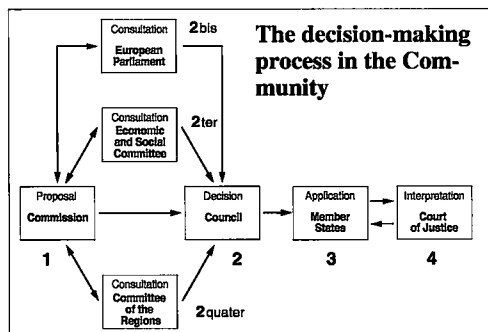 The decision-making
process in the Com-
munity
Consultation
European
Parliament
2bis
Consultation
Economic
and Social
Committee
2ter
Proposal
Commission
1
Decision
Council
2
Application
Member
States
3
Interpretation
Court
of Justice
4
Consultation
Committee
of the
Regions
2quater